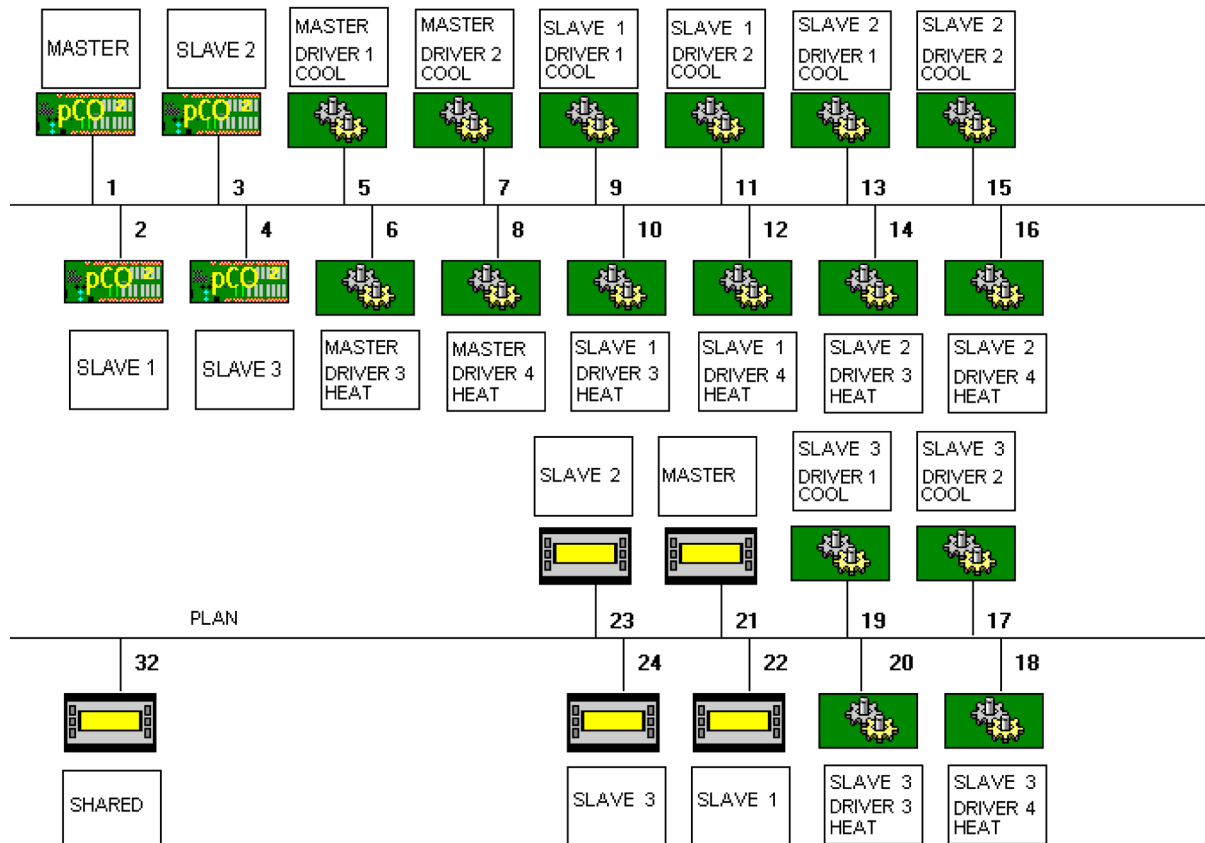 MASTER
SLAVE 2
MASTER
DRIVER 1
COOL
MASTER
DRIVER 2
COOL
SLAVE 1
DRIVER 1
COOL
SLAVE 1
DRIVER 2
COOL
SLAVE 2
DRIVER 1
COOL
SLAVE 2
DRIVER 2
COOL
pCO 2
pCO 2
1
3
5
7
9
11
13
15
2
4
6
8
10
12
14
16
pCO 2
pCO 2
SLAVE 1
SLAVE 3
MASTER
DRIVER 3
HEAT
MASTER
DRIVER 4
HEAT
SLAVE 1
DRIVER 3
HEAT
SLAVE 1
DRIVER 4
HEAT
SLAVE 2
DRIVER 3
HEAT
SLAVE 2
DRIVER 4
HEAT
SLAVE 2
MASTER
SLAVE 3
DRIVER 1
COOL
SLAVE 3
DRIVER 2
COOL
PLAN
23
21
19
17
32
24
22
20
18
SHARED
SLAVE 3
SLAVE 1
SLAVE 3
DRIVER 3
HEAT
SLAVE 3
DRIVER 4
HEAT